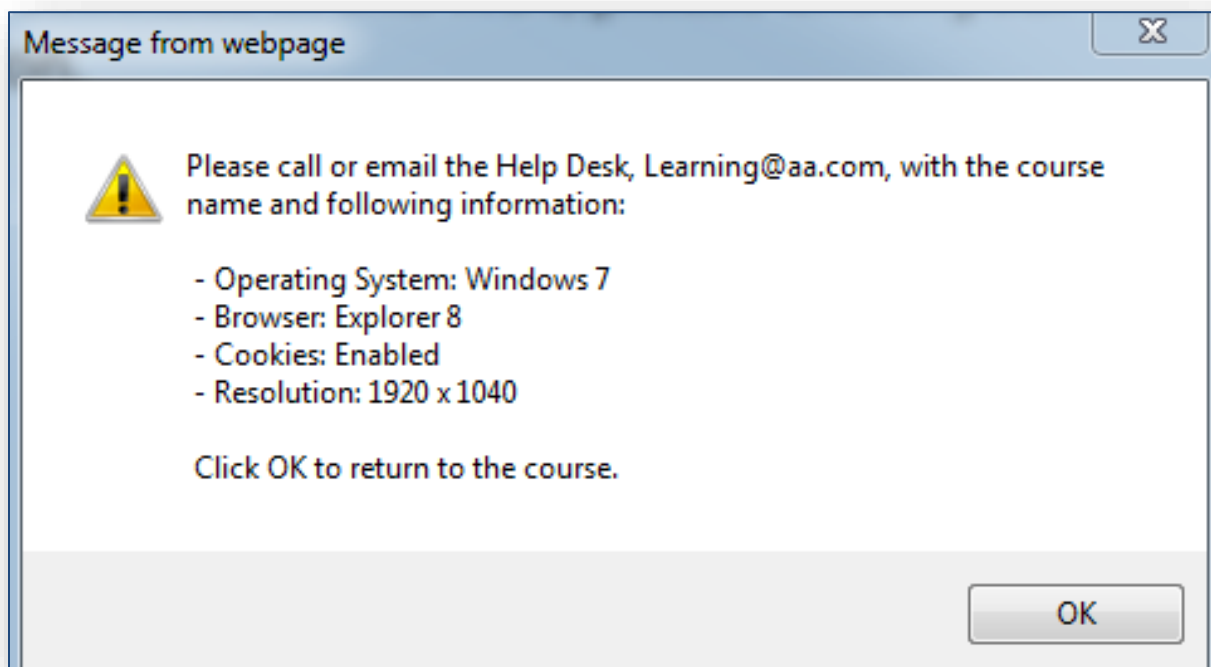 Message from webpage
Please call or email the Help Desk, Learning@aa.com, with the course
name and following information:
- Operating System: Windows 7
- Browser: Explorer 8
- Cookies: Enabled
- Resolution: 1920 x 1040
Click OK to return to the course.
OK